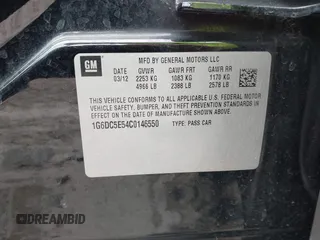 GM
MFD BY GENERAL MOTORS LLC
DATE GVWR GAWR FRT GAWR RR
03/12 2253 KG 1083 KG 1170 KG
4966 LB 2388 LB 2578 LB
THIS VEHICLE CONFORMS TO ALL APPLICABLE U.S. FEDERAL MOTOR
VEHICLE SAFETY, BUMPER, AND THEFT PREVENTION STANDARDS
IN EFFECT ON THE DATE OF MANUFACTURE SHOWN ABOVE.
1G6DC5E54C0146550 TYPE: PASS CAR
DREAMBID